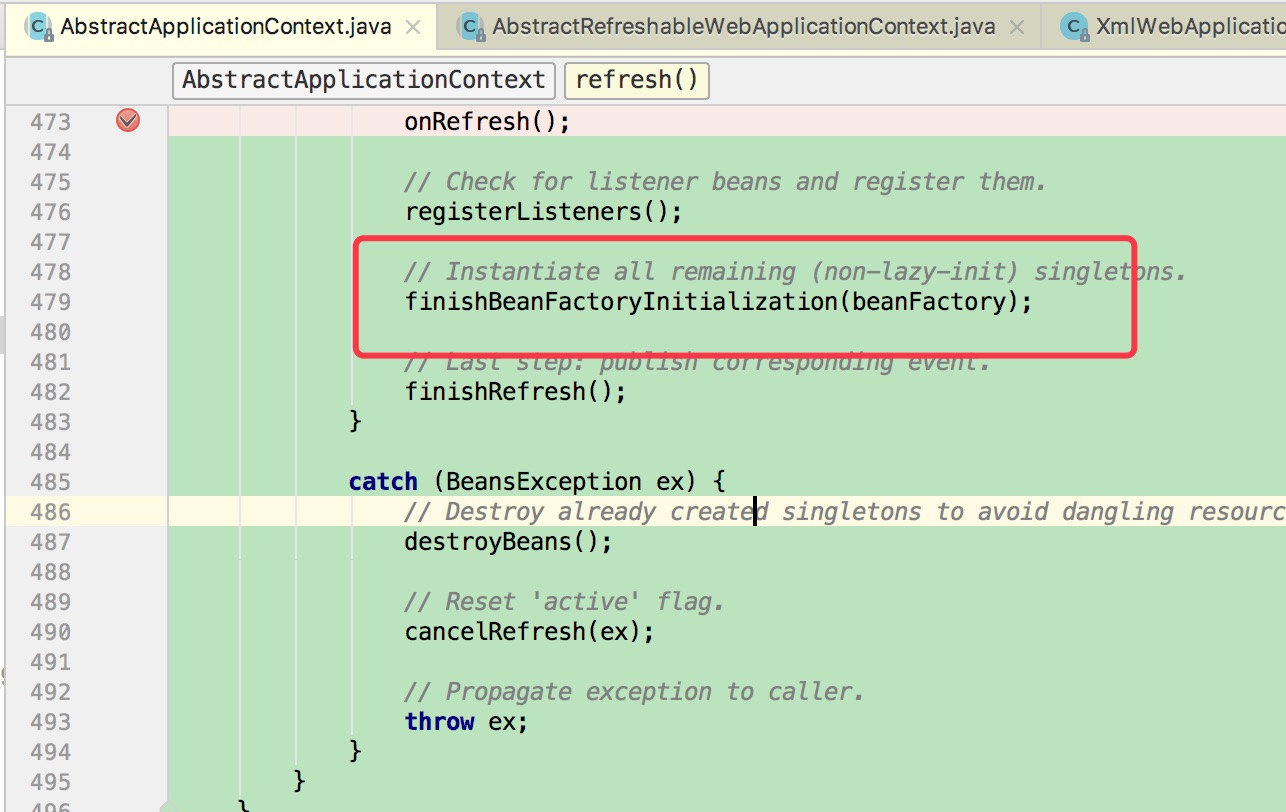 AbstractApplicationContext.java
AbstractRefreshableWebApplicationContext.java
XmlWebApplicatio
AbstractApplicationContext refresh()
473 onRefresh();
474
475 // Check for listener beans and register them.
476 registerListeners();
477
478 // Instantiate all remaining (non-lazy-init) singletons.
479 finishBeanFactoryInitialization(beanFactory);
480
481 // Last step: publish corresponding event.
482 finishRefresh();
483 }
484
485 catch (BeansException ex) {
486 // Destroy already created singletons to avoid dangling resourc
487 destroyBeans();
488
489 // Reset 'active' flag.
490 cancelRefresh(ex);
491
492 // Propagate exception to caller.
493 throw ex;
494 }
495 }
496 }